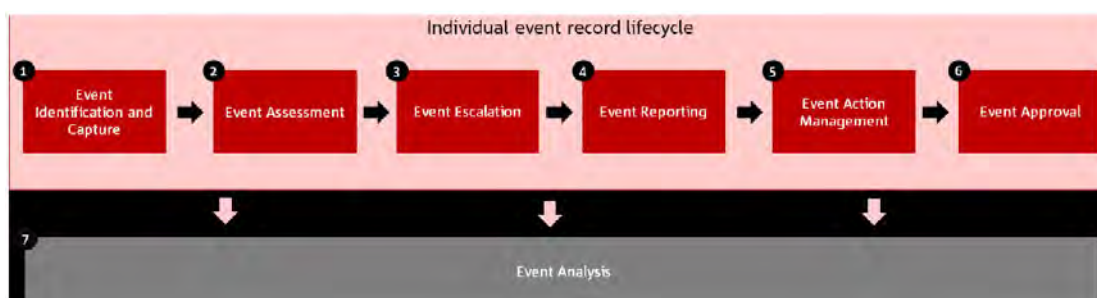 Individual event record lifecycle
1
Event
Identification and
Capture
2
Event Assessment
3
Event Escalation
4
Event Reporting
5
Event Action
Management
6
Event Approval
7
Event Analysis